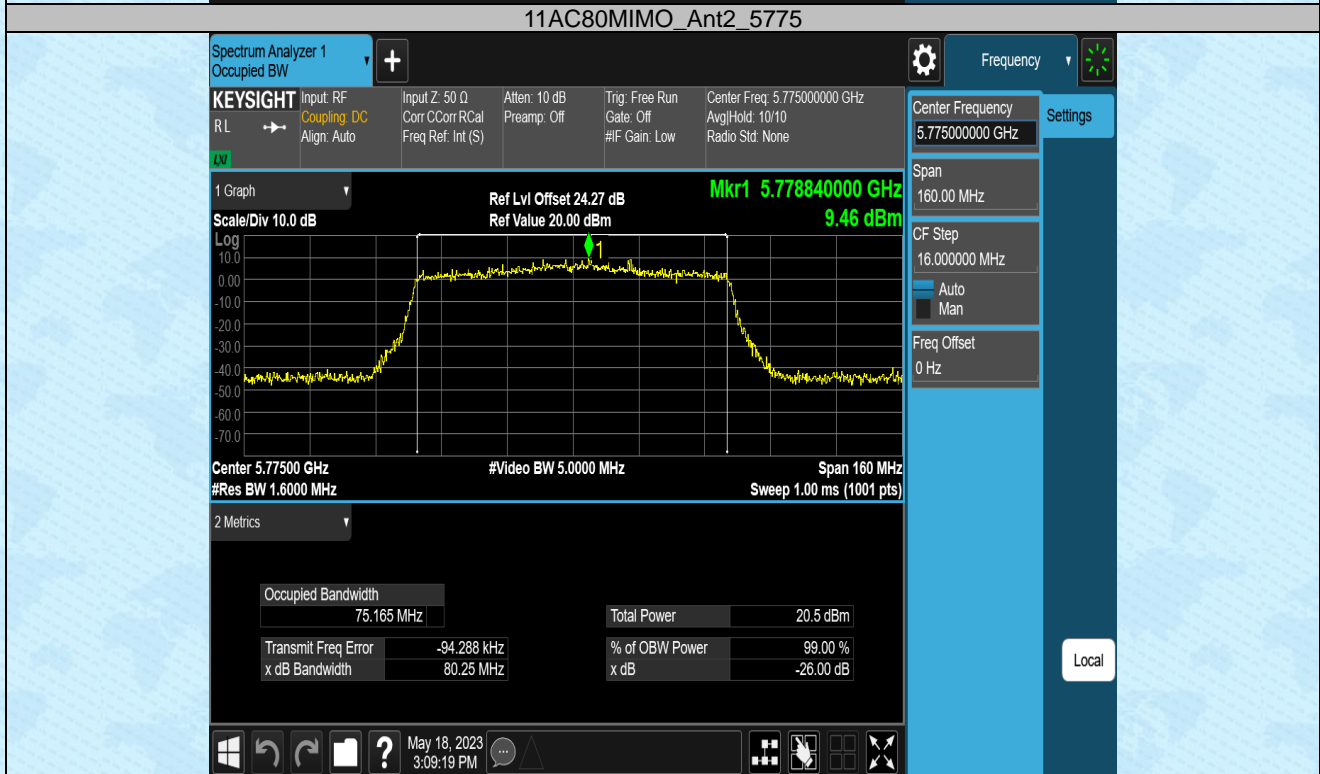 11AC80MIMO_Ant2_5775
Spectrum Analyzer 1
Occupied BW
Frequency
KEYSIGHT
R L
LXI
Input: RF
Coupling: DC
Align: Auto
Input Z: 50 Ω
Corr CCorr RCal
Freq Ref: Int (S)
Atten: 10 dB
Preamp: Off
Trig: Free Run
Gate: Off
#IF Gain: Low
Center Freq: 5.775000000 GHz
Avg|Hold: 10/10
Radio Std: None
Center Frequency
5.775000000 GHz
Settings
Span
160.00 MHz
CF Step
16.000000 MHz
Auto
Man
Freq Offset
0 Hz
1 Graph
Scale/Div 10.0 dB
Ref Lvl Offset 24.27 dB
Ref Value 20.00 dBm
Mkr1 5.778840000 GHz
9.46 dBm
Log
10.0
0.00
-10.0
-20.0
-30.0
-40.0
-50.0
-60.0
-70.0
1
Center 5.77500 GHz
#Video BW 5.0000 MHz
Span 160 MHz
#Res BW 1.6000 MHz
Sweep 1.00 ms (1001 pts)
2 Metrics
Occupied Bandwidth
75.165 MHz
Total Power 20.5 dBm
Transmit Freq Error -94.288 kHz
% of OBW Power 99.00 %
x dB Bandwidth 80.25 MHz
x dB -26.00 dB
Local
?
May 18, 2023
3:09:19 PM